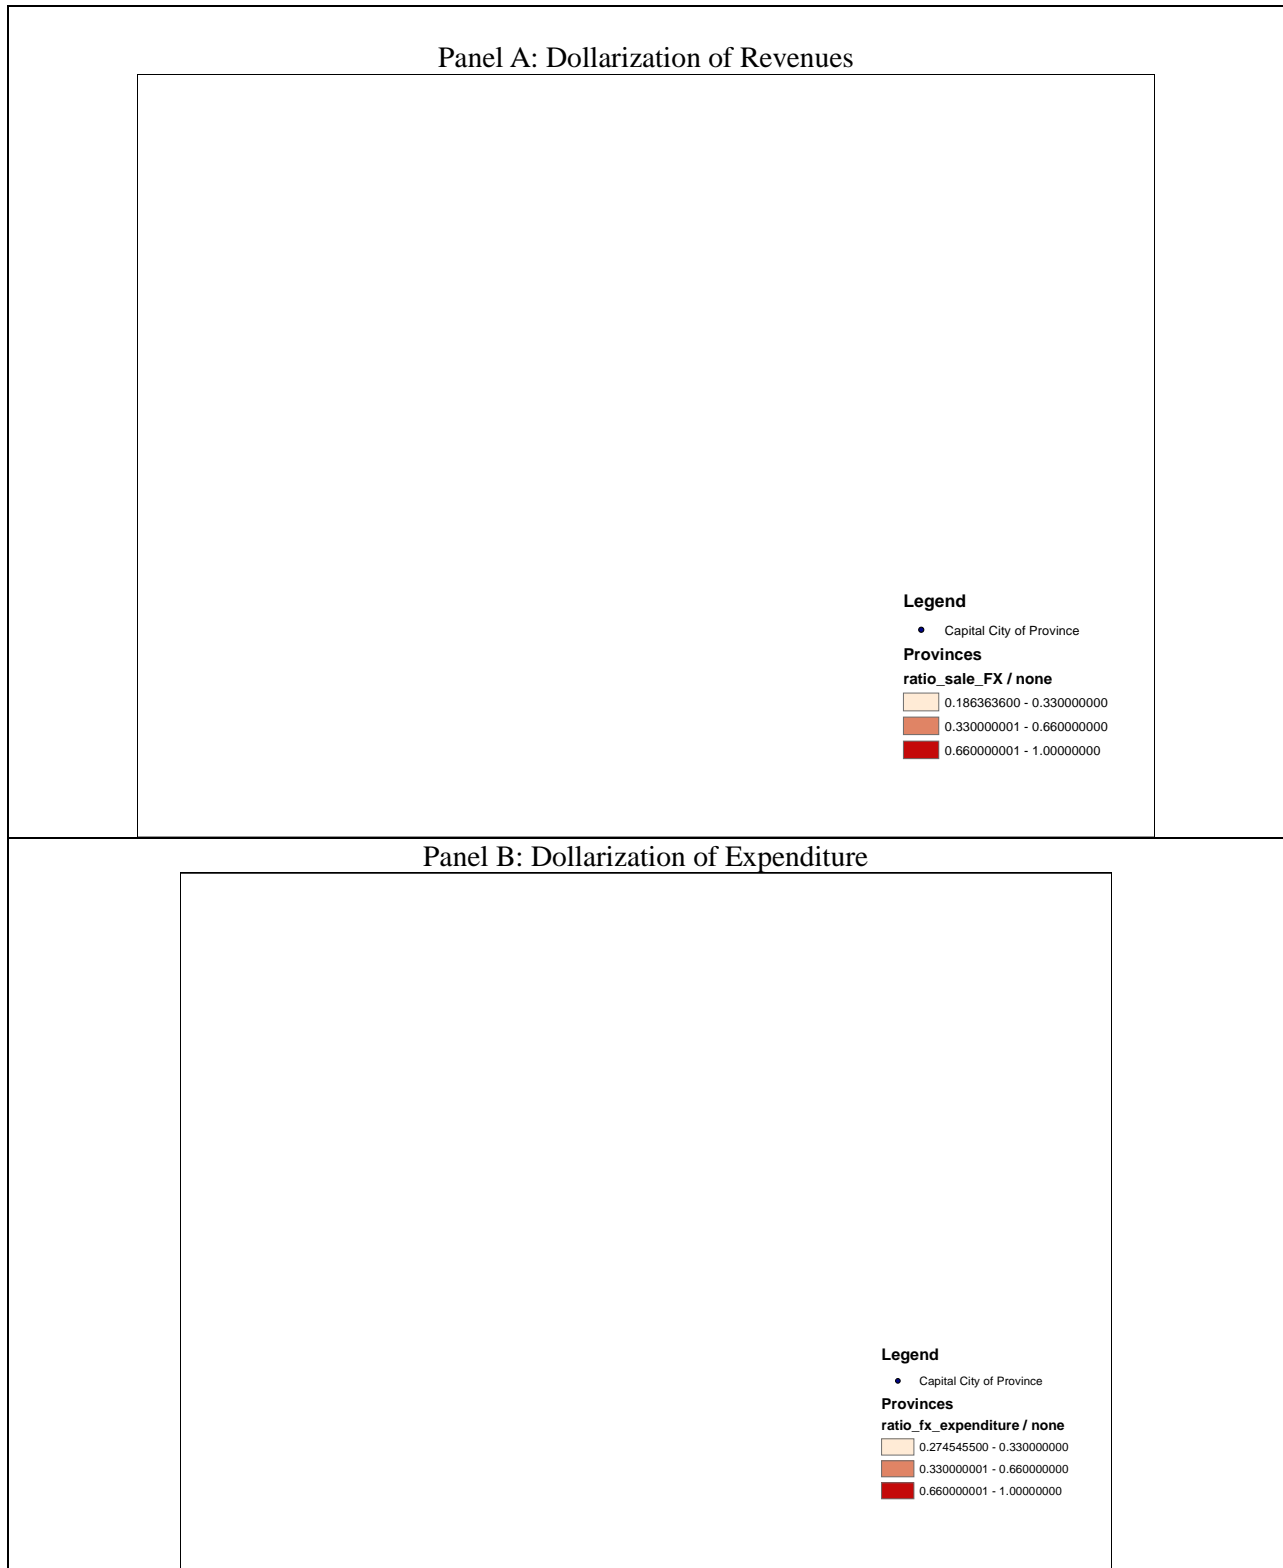 Panel A: Dollarization of Revenues
Legend
Capital City of Province
Provinces
ratio_sale_FX / none
0.186363600 - 0.330000000
0.330000001 - 0.660000000
0.660000001 - 1.00000000
Panel B: Dollarization of Expenditure
Legend
Capital City of Province
Provinces
ratio_fx_expenditure / none
0.274545500 - 0.330000000
0.330000001 - 0.660000000
0.660000001 - 1.00000000